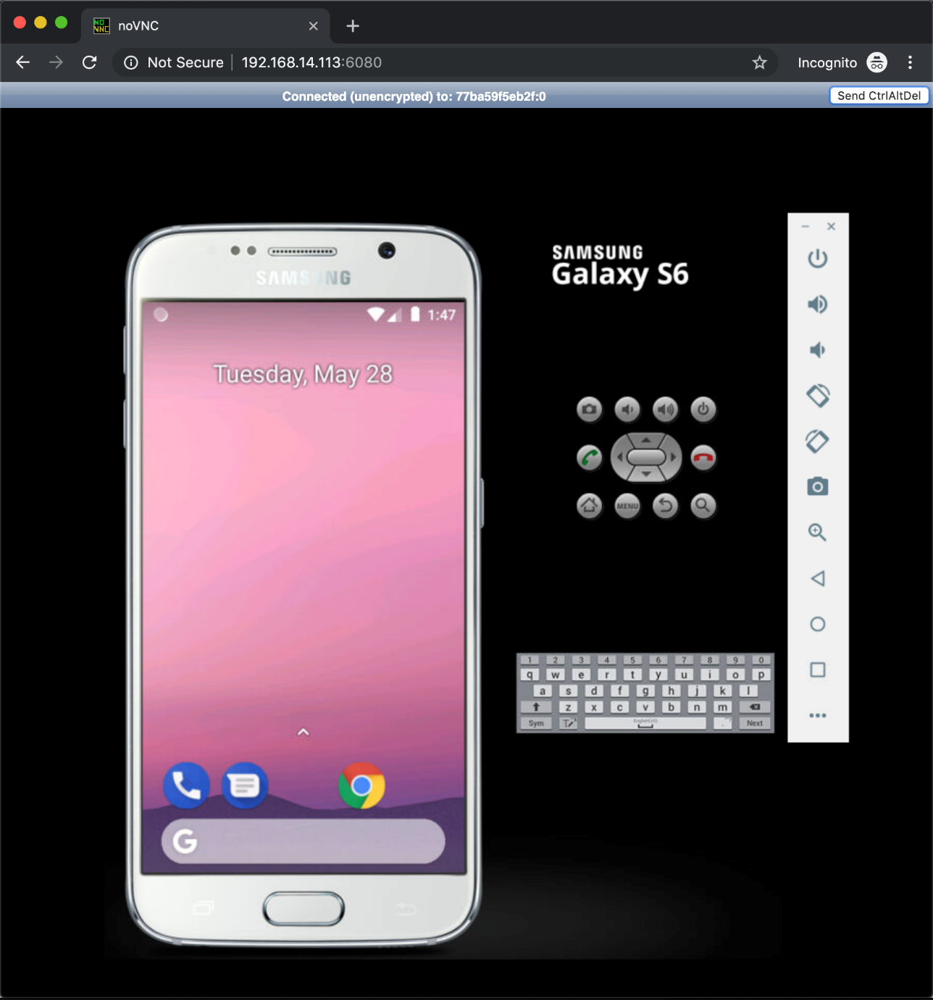 noVNC
Not Secure
192.168.14.113:6080
Incognito
Connected (unencrypted) to: 77ba59f5eb2f:0
Send CtrlAltDel
SAMSUNG
1:47
Tuesday, May 28
G
SAMSUNG
Galaxy S6
MENU
1 2 3 4 5 6 7 8 9 0
q w e r t y u i o p
a s d f g h j k l
z x c v b n m
Sym English(US) . Next